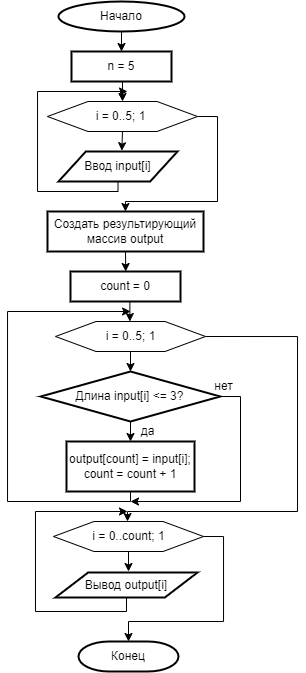 Начало
n = 5
i = 0..5; 1
Ввод input[i]
Создать результирующий
массив output
count = 0
i = 0..5; 1
Длина input[i] <= 3?
нет
да
output[count] = input[i];
count = count + 1
i = 0..count; 1
Вывод output[i]
Конец